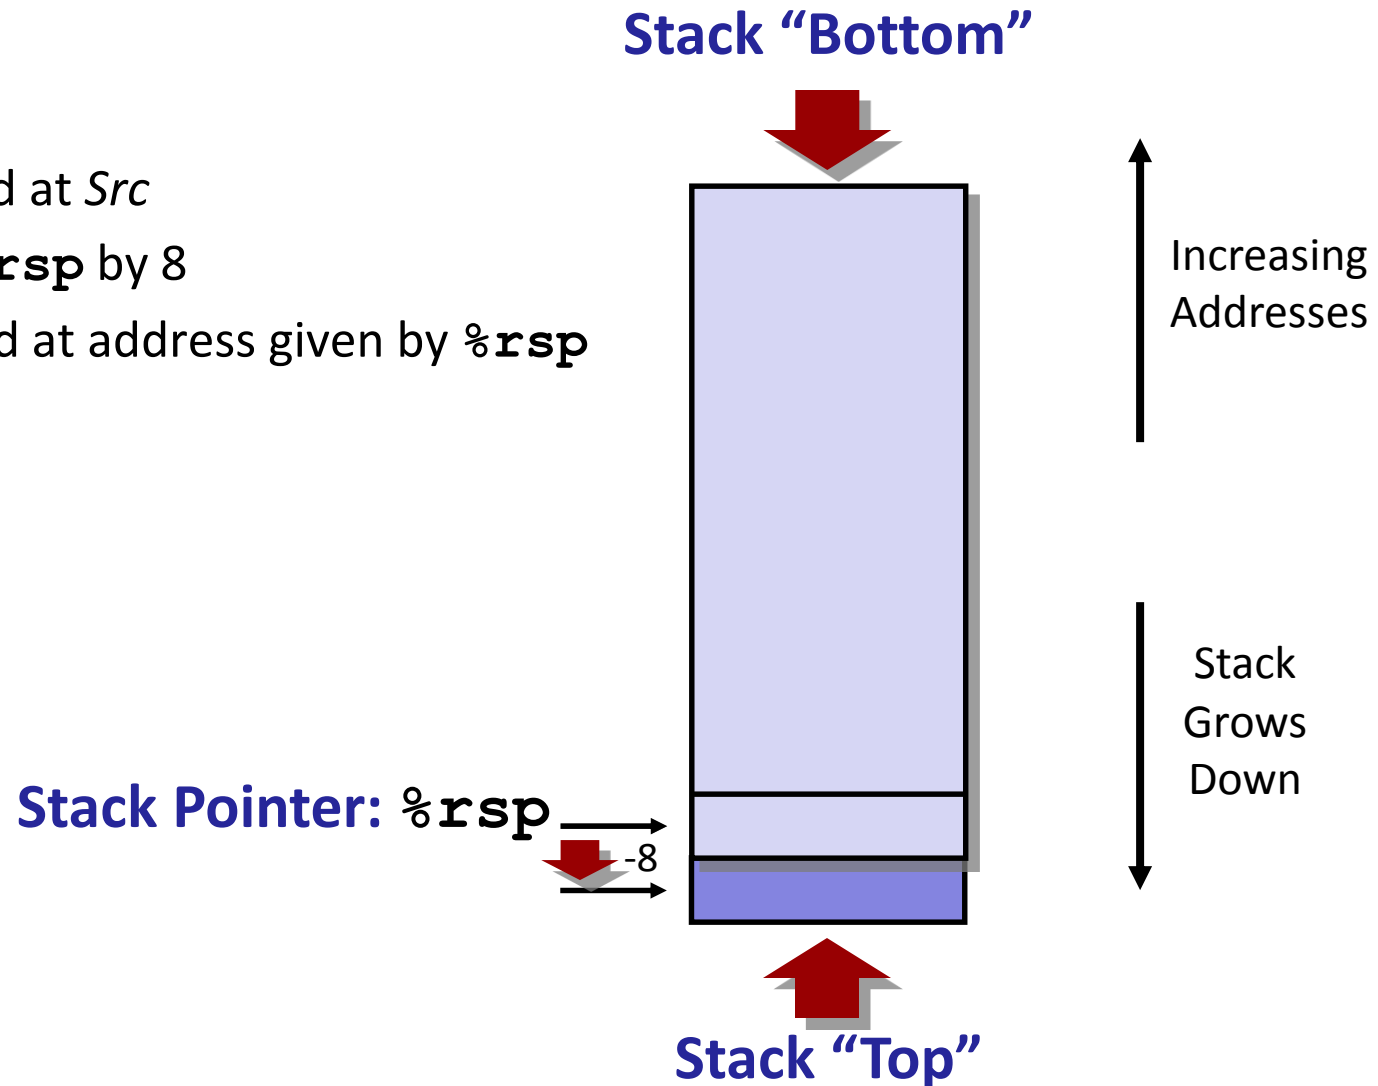 Stack “Bottom”
at Src
rsp by 8
at address given by %rsp
Increasing
Addresses
Stack
Grows
Down
Stack Pointer: %rsp
-8
Stack “Top”